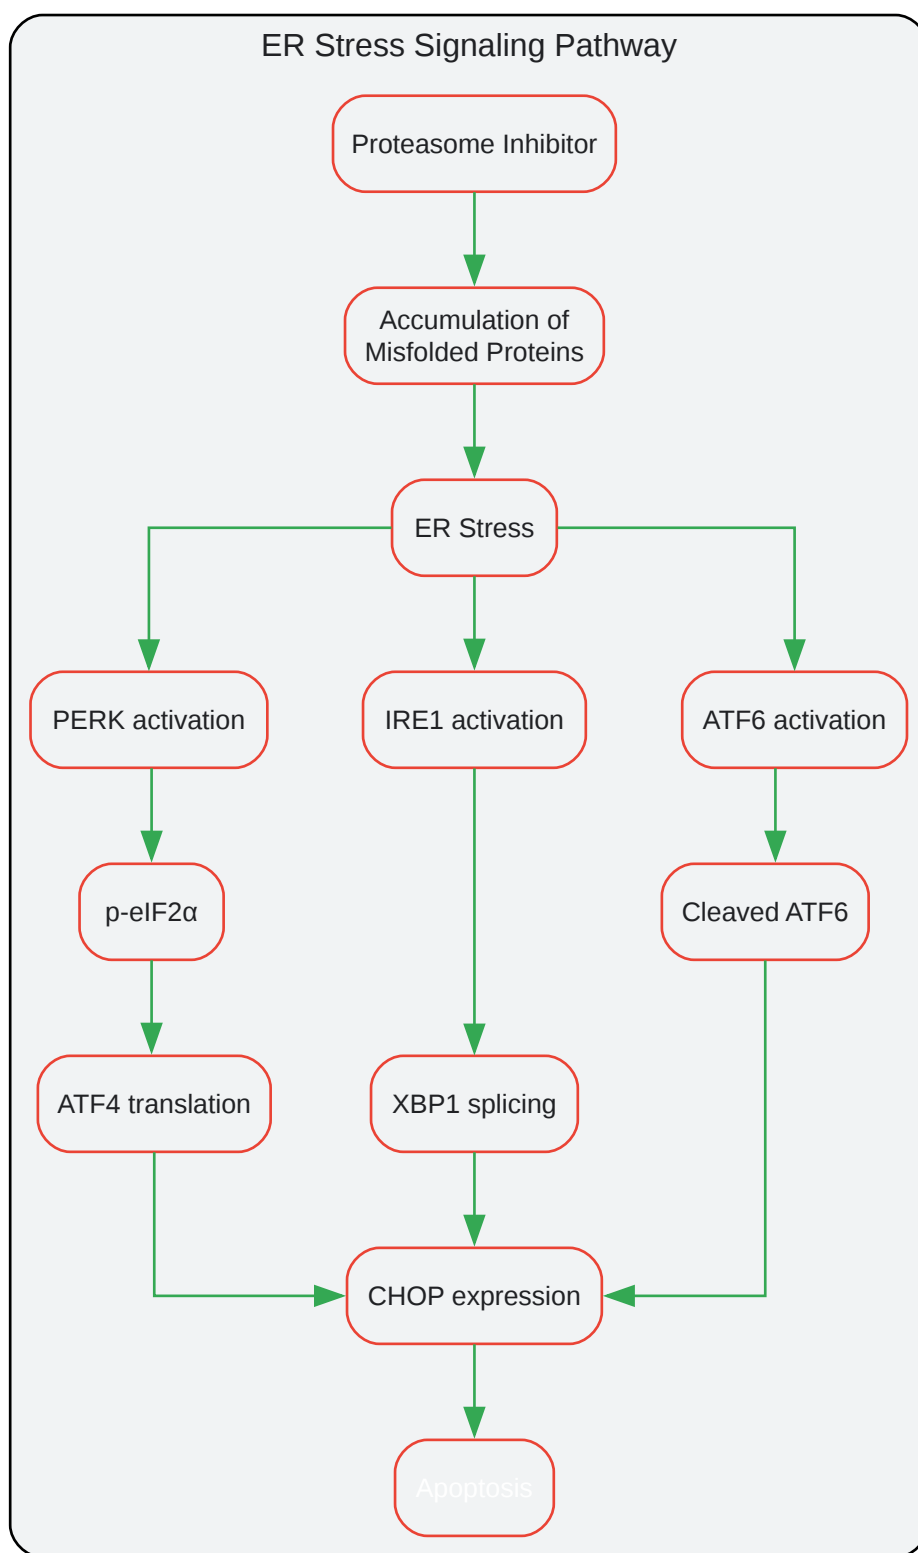 ER Stress Signaling Pathway
Proteasome Inhibitor
Accumulation of
Misfolded Proteins
ER Stress
PERK activation
IRE1 activation
ATF6 activation
p-eIF2α
Cleaved ATF6
ATF4 translation
XBP1 splicing
CHOP expression
Apoptosis